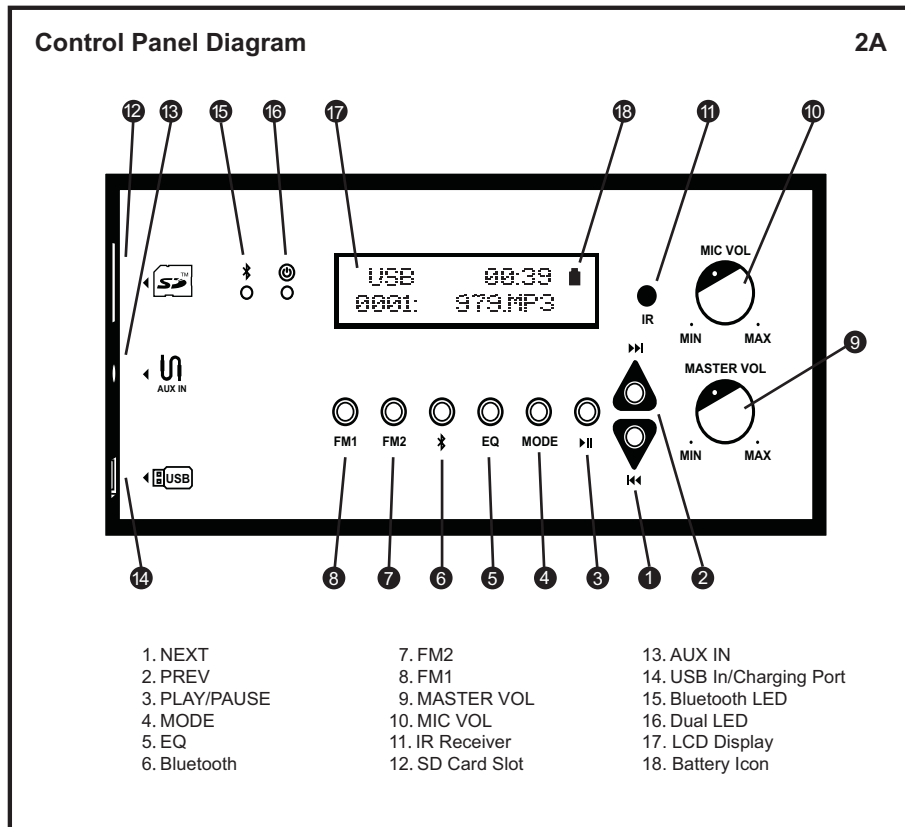 Control Panel Diagram 2A
12 13 15 16 17 18 11 10
MIC VOL
SD™
USB 00:39
0001: 979.MP3
IR
MIN MAX
AUX IN
MASTER VOL
9
FM1 FM2 EQ MODE
MIN MAX
USB
14 8 7 6 5 4 3 1 2
1. NEXT
2. PREV
3. PLAY/PAUSE
4. MODE
5. EQ
6. Bluetooth
7. FM2
8. FM1
9. MASTER VOL
10. MIC VOL
11. IR Receiver
12. SD Card Slot
13. AUX IN
14. USB In/Charging Port
15. Bluetooth LED
16. Dual LED
17. LCD Display
18. Battery Icon